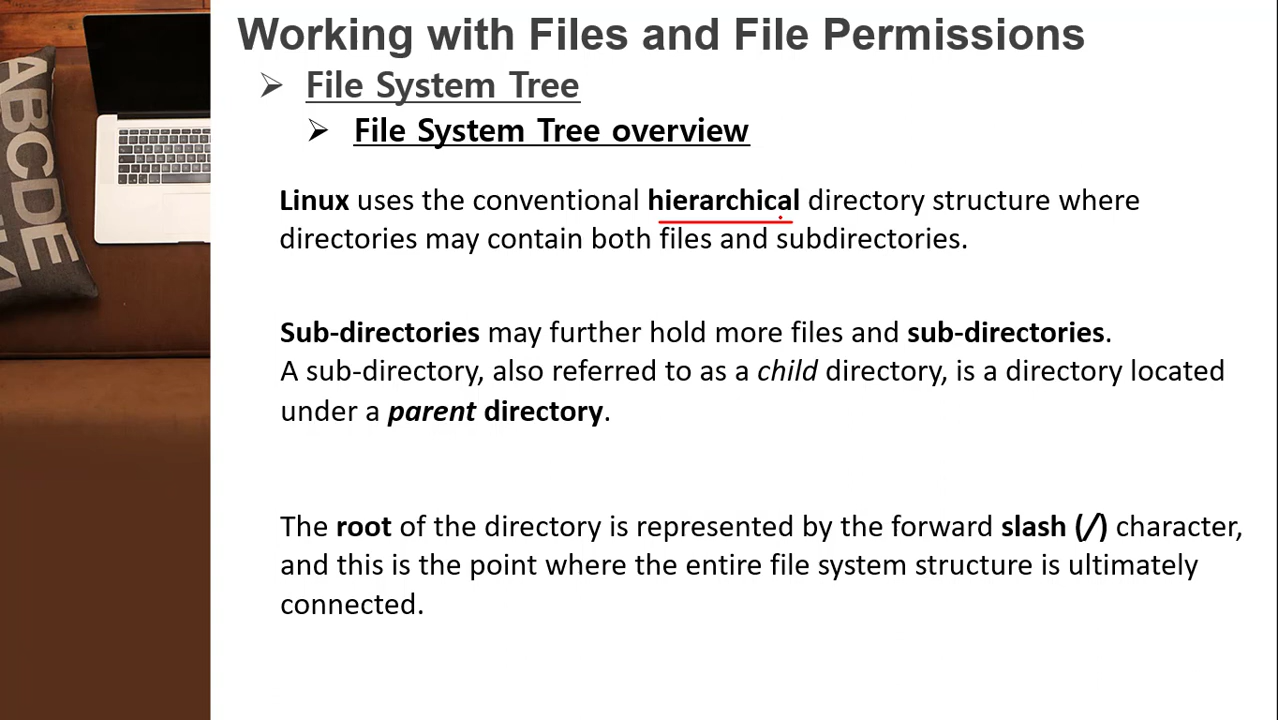 Working with Files and File Permissions
File System Tree
File System Tree overview
Linux uses the conventional hierarchical directory structure where
directories may contain both files and subdirectories.
Sub-directories may further hold more files and sub-directories.
A sub-directory, also referred to as a child directory, is a directory located
under a parent directory.
The root of the directory is represented by the forward slash (/) character,
and this is the point where the entire file system structure is ultimately
connected.
ABCDE